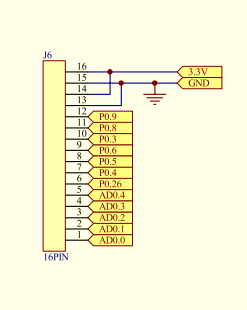 J6
16 3.3V
15 GND
14
13
12 P0.9
11 P0.8
10 P0.3
9 P0.6
8 P0.5
7 P0.4
6 P0.26
5 AD0.4
4 AD0.3
3 AD0.2
2 AD0.1
1 AD0.0
16PIN